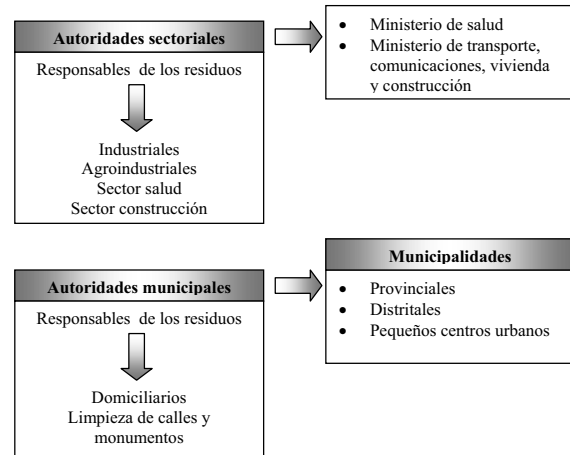 Autoridades sectoriales
Responsables de los residuos
Industriales
Agroindustriales
Sector salud
Sector construcción
• Ministerio de salud
• Ministerio de transporte,
comunicaciones, vivienda
y construcción
Autoridades municipales
Responsables de los residuos
Domiciliarios
Limpieza de calles y
monumentos
Municipalidades
• Provinciales
• Distritales
• Pequeños centros urbanos